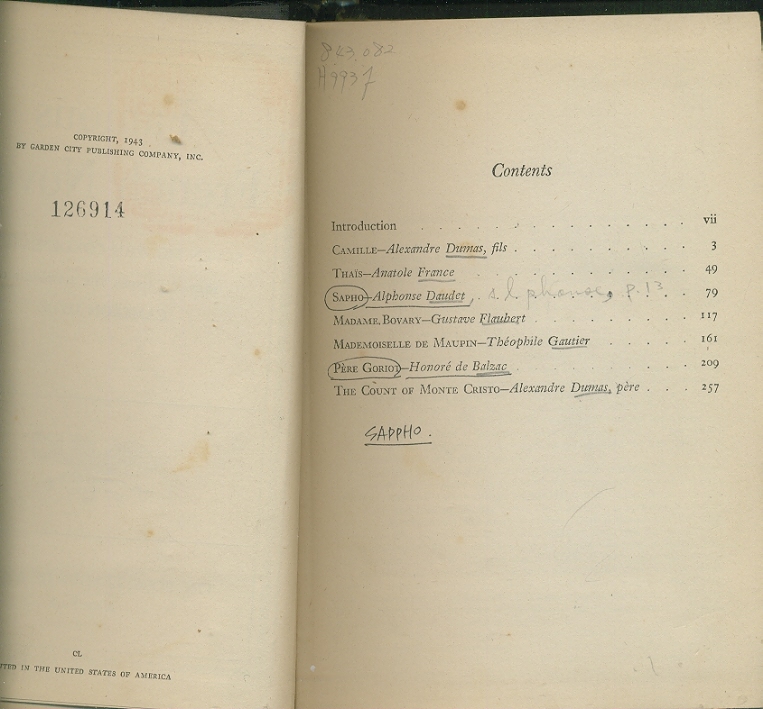 COPYRIGHT, 1943
BY GARDEN CITY PUBLISHING COMPANY, INC.
126914
CL
TED IN THE UNITED STATES OF AMERICA
843.082
H9937
Contents
Introduction . . . . . . . . . . . vii
CAMILLE—Alexandre Dumas, fils . . . . . . . . . 3
THAÏS—Anatole France . . . . . . . . . . 49
SAPHO—Alphonse Daudet, alphonse, p. 13 . . 79
MADAME BOVARY—Gustave Flaubert . . . . . . . 117
MADEMOISELLE DE MAUPIN—Théophile Gautier . . . . . 161
PÈRE GORIOT—Honoré de Balzac . . . . . . . . 209
THE COUNT OF MONTE CRISTO—Alexandre Dumas, père . . . 257
SAPPHO.